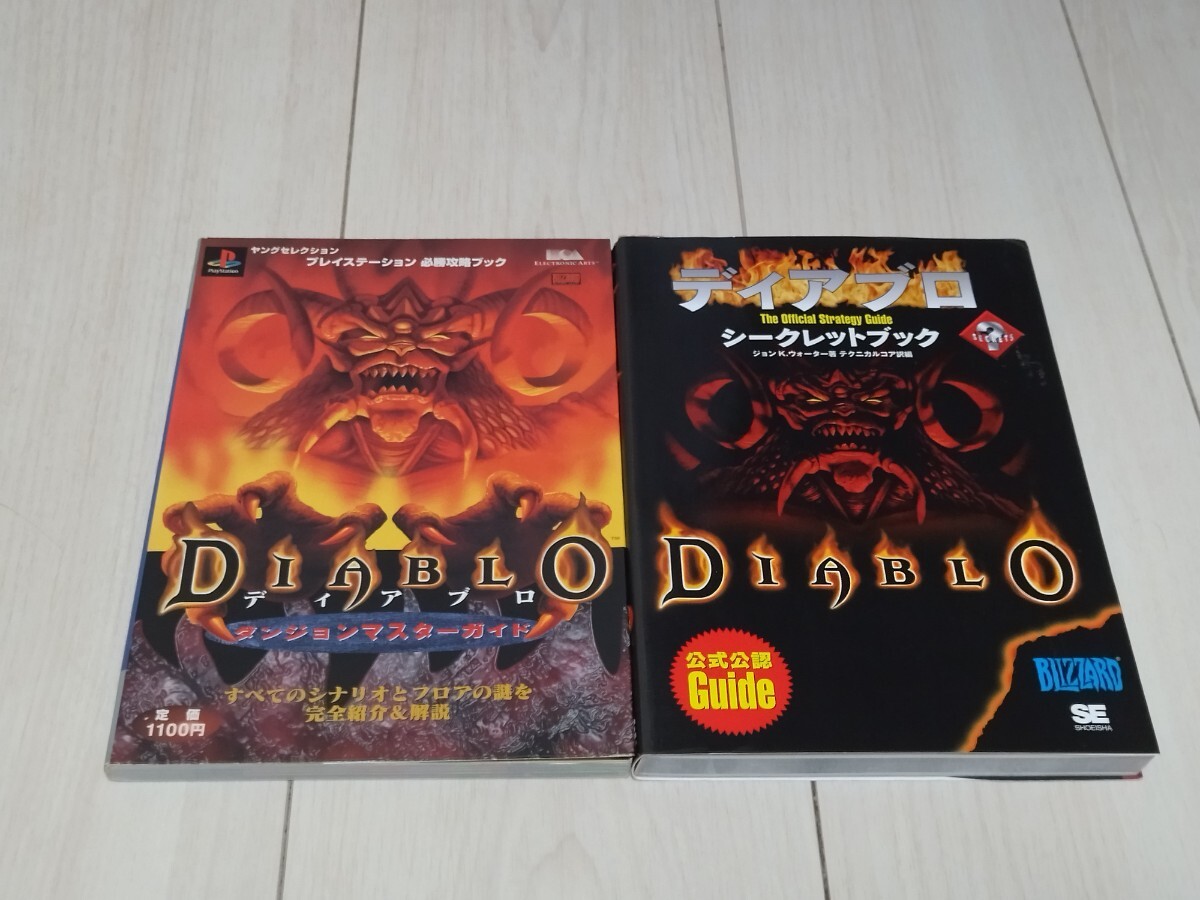 PlayStation
ヤングセレクション
プレイステーション 必勝攻略ブック
ELECTRONIC ARTS
DIABLO
ディアブロ
ダンジョンマスターガイド
すべてのシナリオとフロアの謎を
完全紹介&解説
定価
1100円
ディアブロ
The Official Strategy Guide
シークレットブック
ジョンK.ウォーター著 テクニカルコア訳編
?
SECRETS
DIABLO
公式公認
Guide
BLIZZARD
SE
SHOEISHA